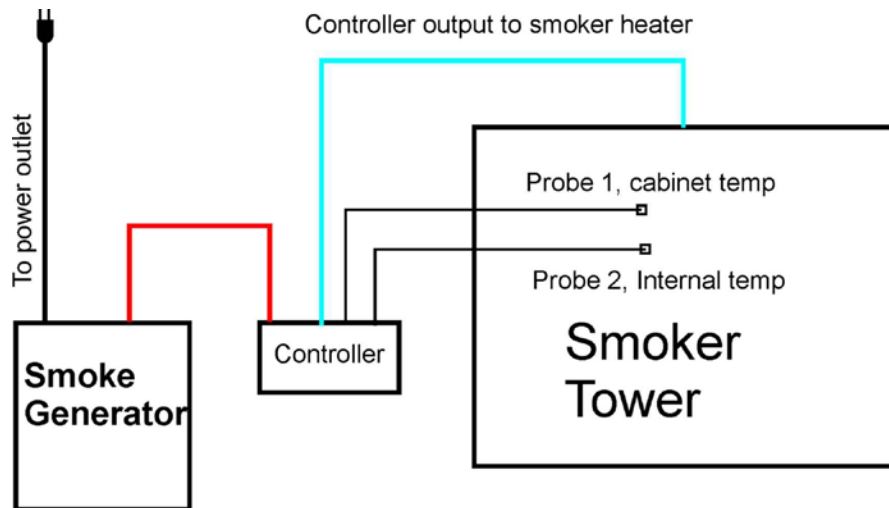 Controller output to smoker heater
To power outlet
Probe 1, cabinet temp
Probe 2, Internal temp
Controller
Smoke
Generator
Smoker
Tower